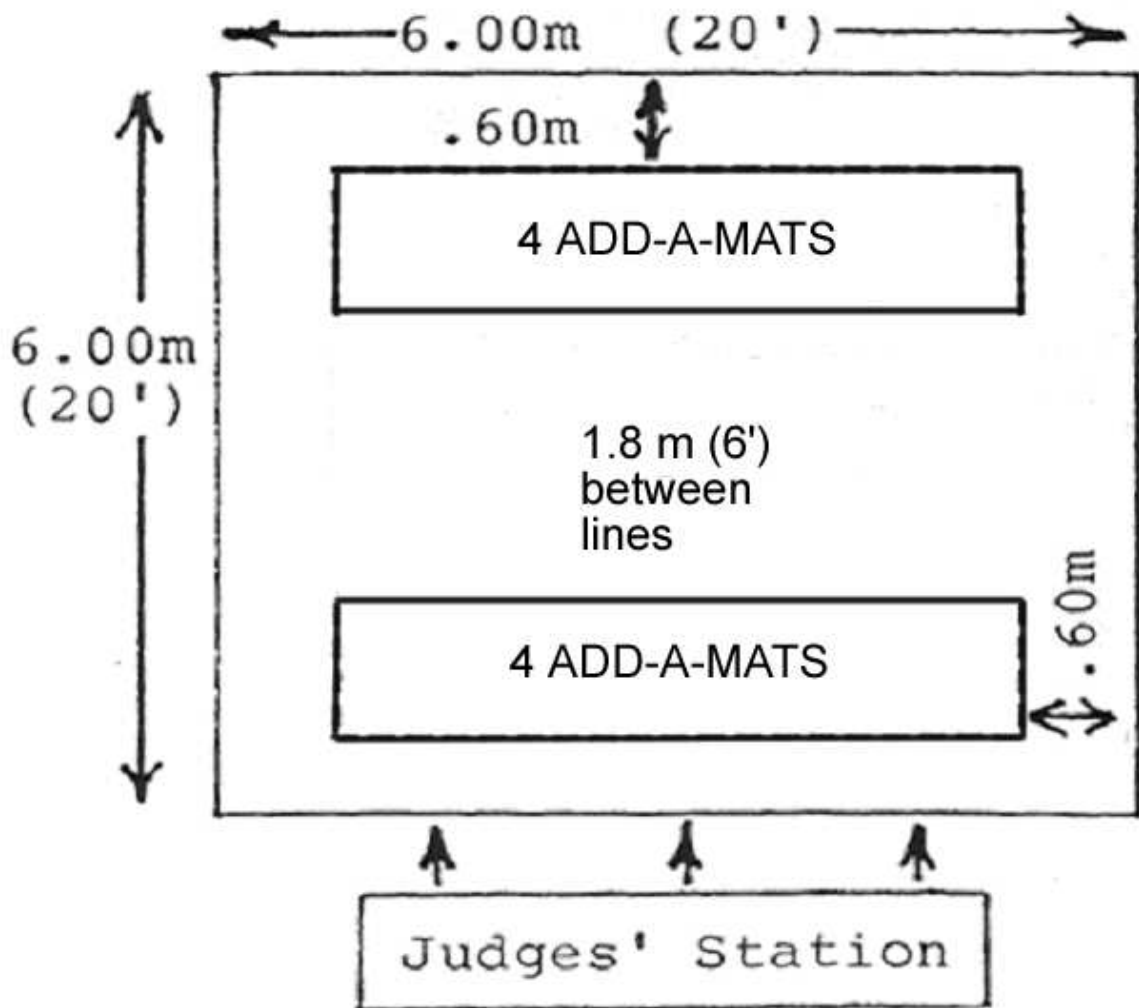 6.00m (20')
.60m
4 ADD-A-MATS
6.00m
(20')
1.8 m (6')
between
lines
.60m
4 ADD-A-MATS
Judges' Station